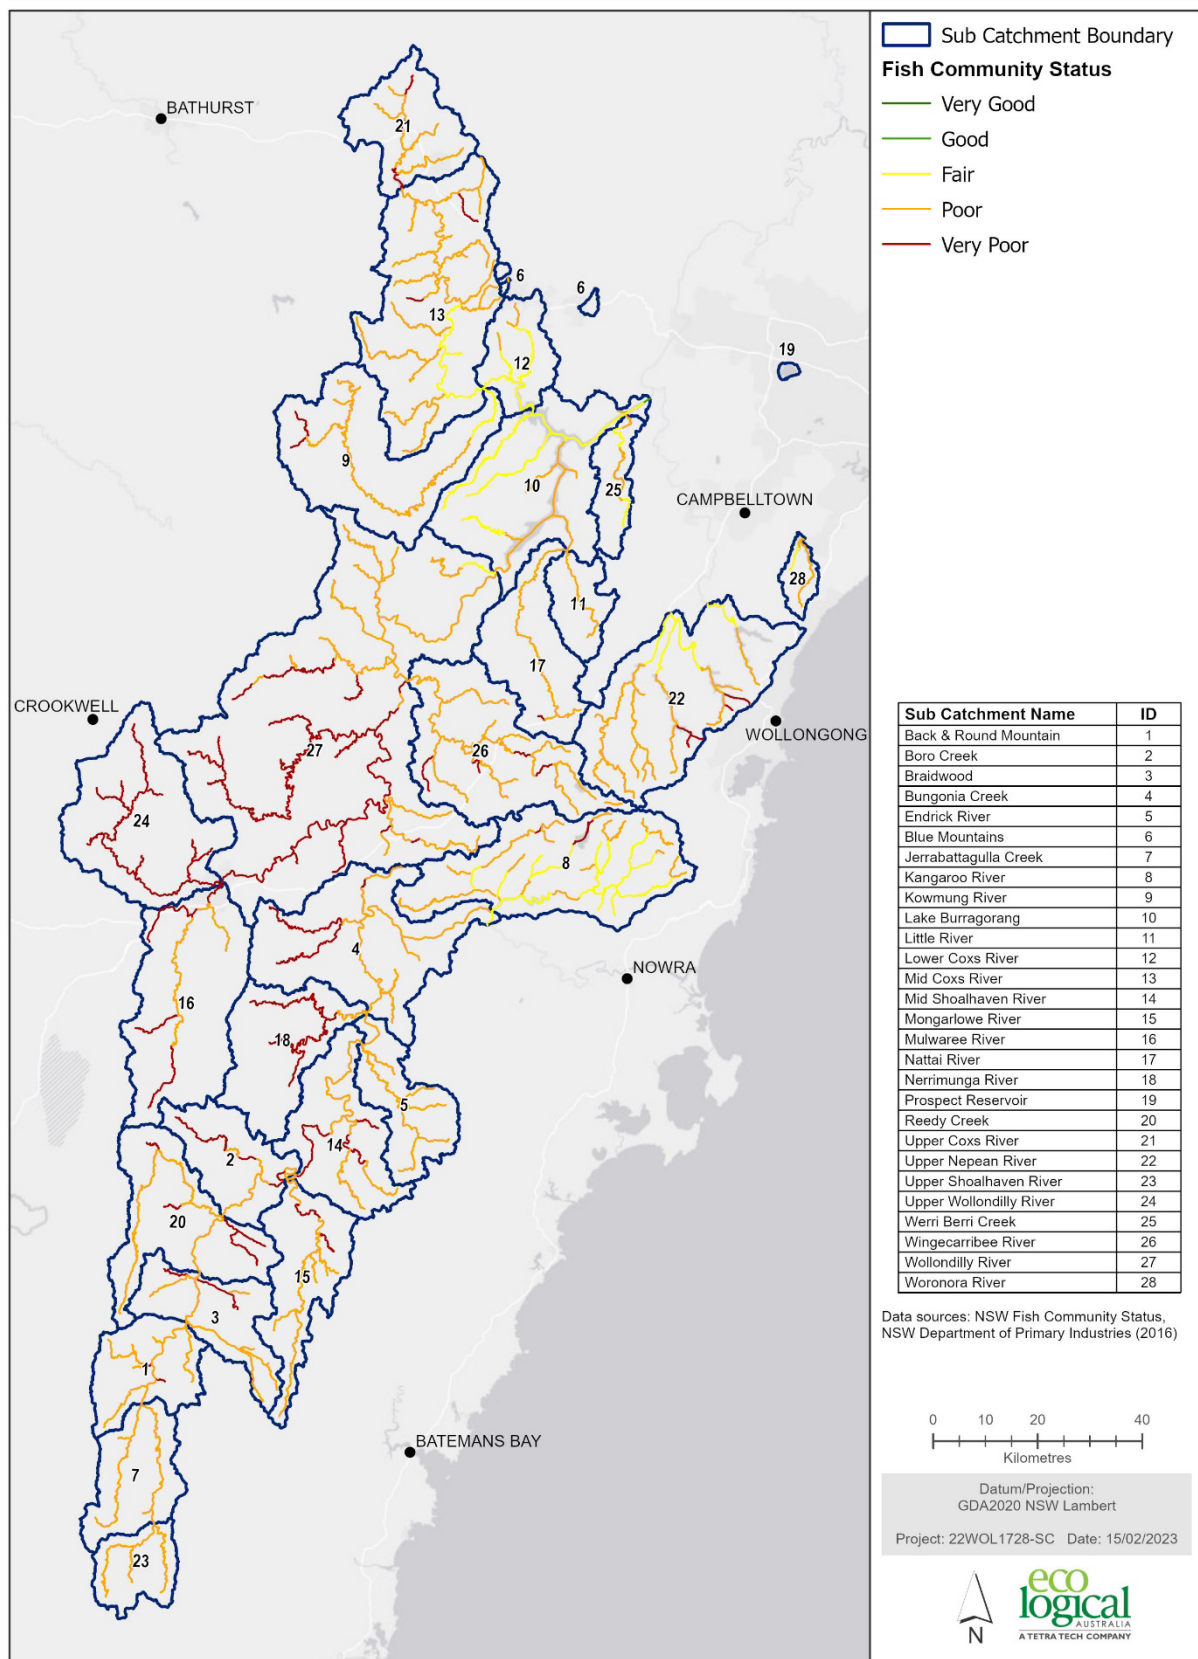 BATHURST
21
6
6
13
19
12
9
10
25
CAMPBELLTOWN
28
11
17
CROOKWELL
22
WOLLONGONG
27
26
24
8
4
NOWRA
16
18
5
14
2
20
15
3
1
BATEMANS BAY
7
23
Sub Catchment Boundary
Fish Community Status
Very Good
Good
Fair
Poor
Very Poor
Sub Catchment Name ID
Back & Round Mountain 1
Boro Creek 2
Braidwood 3
Bungonia Creek 4
Endrick River 5
Blue Mountains 6
Jerrabattagulla Creek 7
Kangaroo River 8
Kowmung River 9
Lake Burragorang 10
Little River 11
Lower Coxs River 12
Mid Coxs River 13
Mid Shoalhaven River 14
Mongarlowe River 15
Mulwaree River 16
Nattai River 17
Nerrimunga River 18
Prospect Reservoir 19
Reedy Creek 20
Upper Coxs River 21
Upper Nepean River 22
Upper Shoalhaven River 23
Upper Wollondilly River 24
Werri Berri Creek 25
Wingecarribee River 26
Wollondilly River 27
Woronora River 28
Data sources: NSW Fish Community Status,
NSW Department of Primary Industries (2016)
0 10 20 40
Kilometres
Datum/Projection:
GDA2020 NSW Lambert
Project: 22WOL1728-SC Date: 15/02/2023
N
eco
logical
AUSTRALIA
A TETRA TECH COMPANY